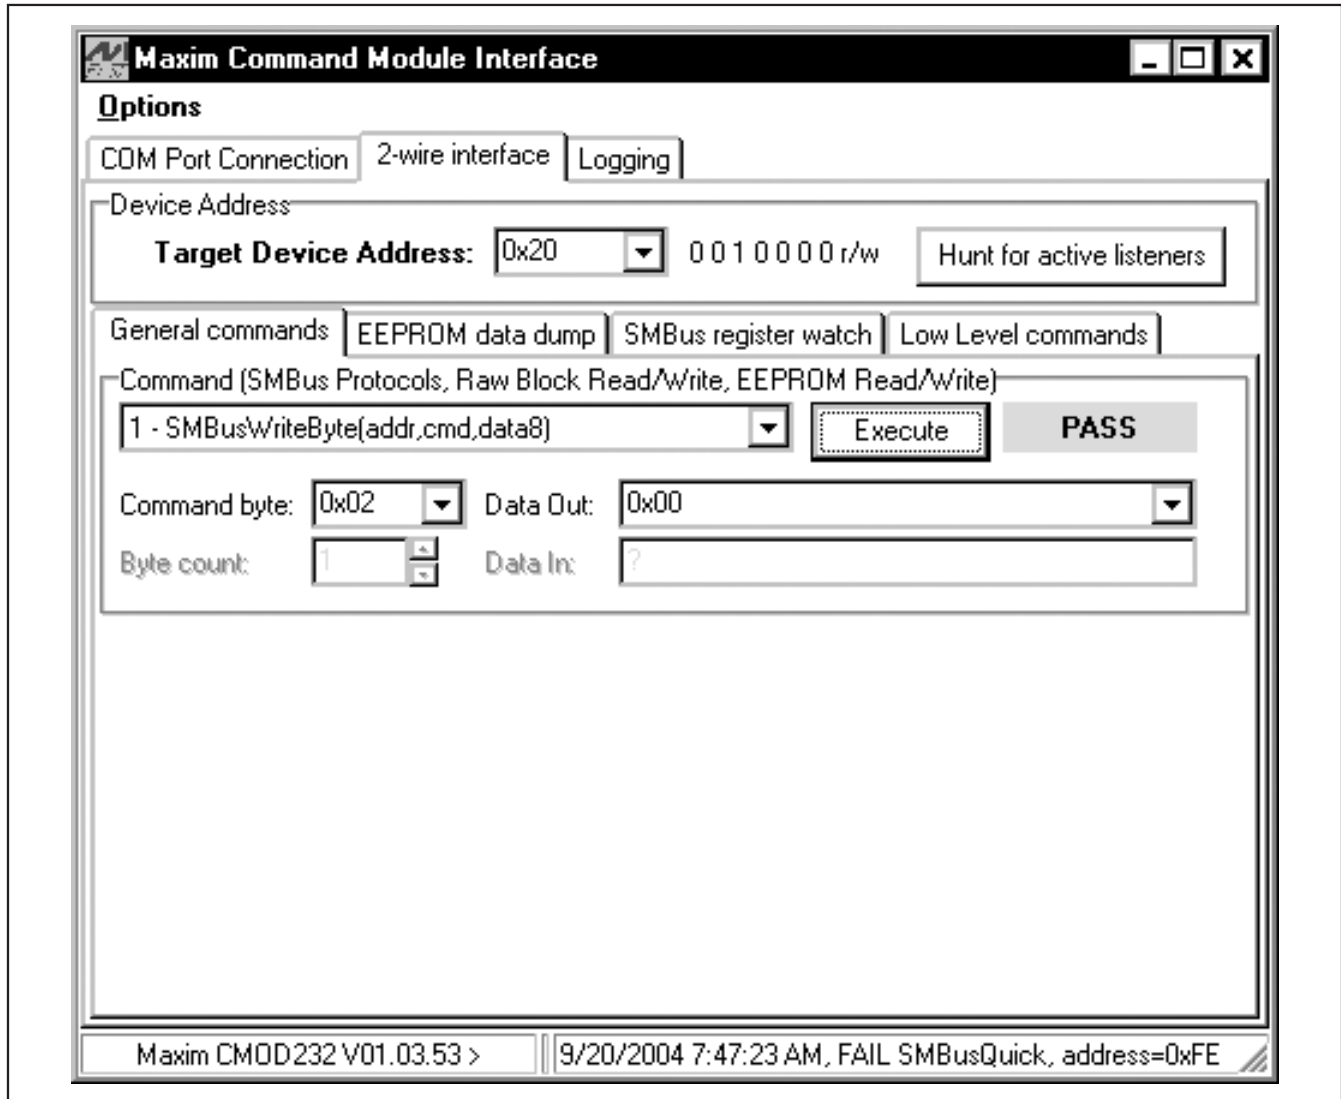 Maxim Command Module Interface
Options
COM Port Connection 2-wire interface Logging
Device Address
Target Device Address: 0x20 0 0 1 0 0 0 0 r/w Hunt for active listeners
General commands EEPROM data dump SMBus register watch Low Level commands
Command (SMBus Protocols, Raw Block Read/Write, EEPROM Read/Write)
1 - SMBusWriteByte(addr,cmd,data8) Execute PASS
Command byte: 0x02 Data Out: 0x00
Byte count: 1 Data In: ?
Maxim CMOD232 V01.03.53 > 9/20/2004 7:47:23 AM, FAIL SMBusQuick, address=0xFE